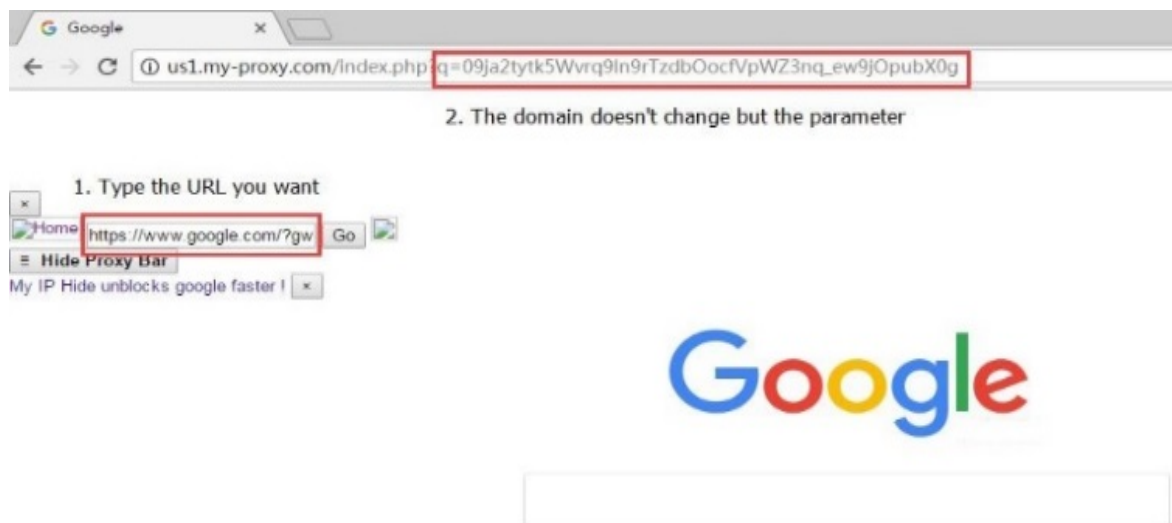 Google
us1.my-proxy.com/index.php?q=09ja2tytk5Wvrq9ln9rTzdbOocfVpWZ3nq_ew9jOpubX0g
2. The domain doesn't change but the parameter
1. Type the URL you want
Home https://www.google.com/?gw Go
≡ Hide Proxy Bar
My IP Hide unblocks google faster !
Google